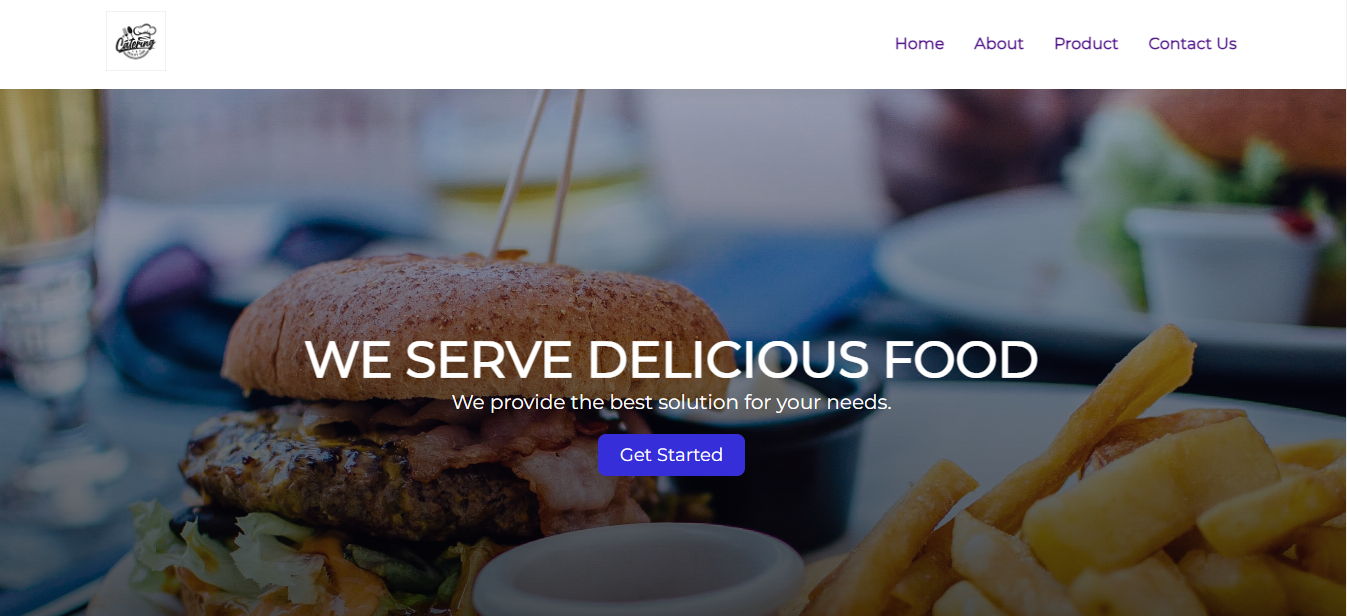 Catering
Home
About
Product
Contact Us
WE SERVE DELICIOUS FOOD
We provide the best solution for your needs.
Get Started